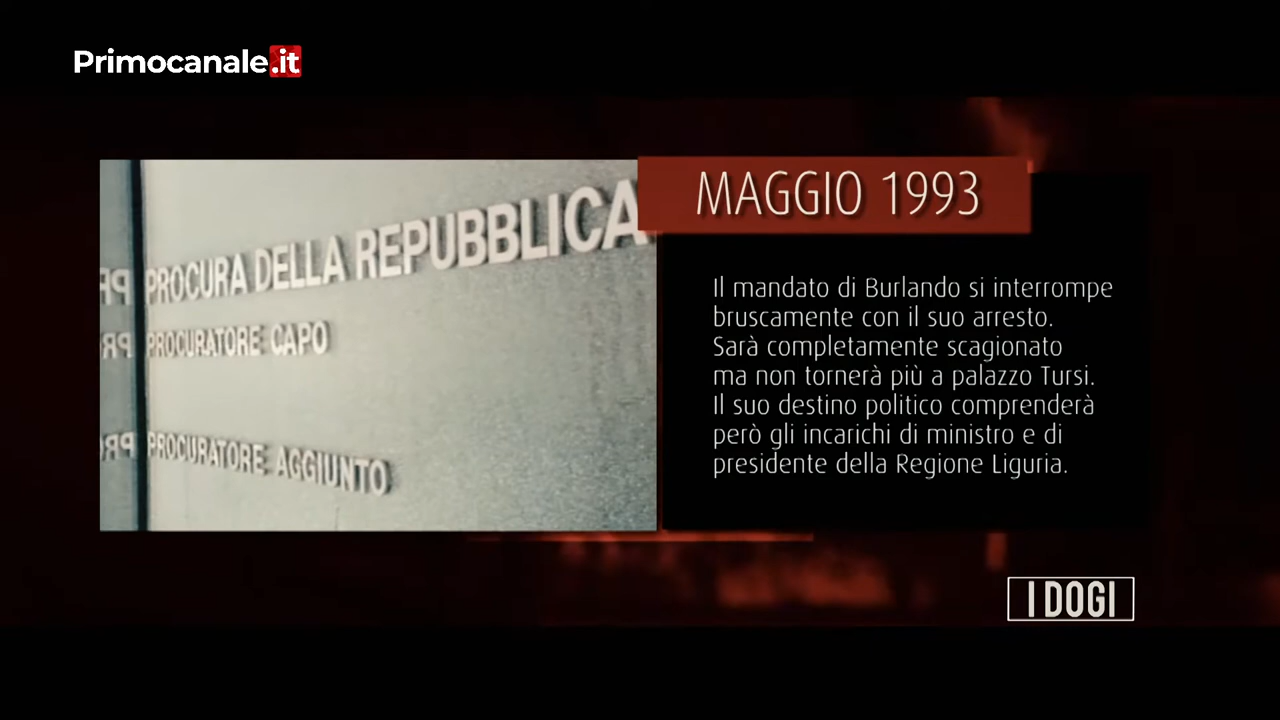 Primocanale.it
MAGGIO 1993
PROCURA DELLA REPUBBLICA
PROCURATORE CAPO
PROCURATORE AGGIUNTO
Il mandato di Burlando si interrompe
bruscamente con il suo arresto.
Sarà completamente scagionato
ma non tornerà più a palazzo Tursi.
Il suo destino politico comprenderà
però gli incarichi di ministro e di
presidente della Regione Liguria.
I DOGI